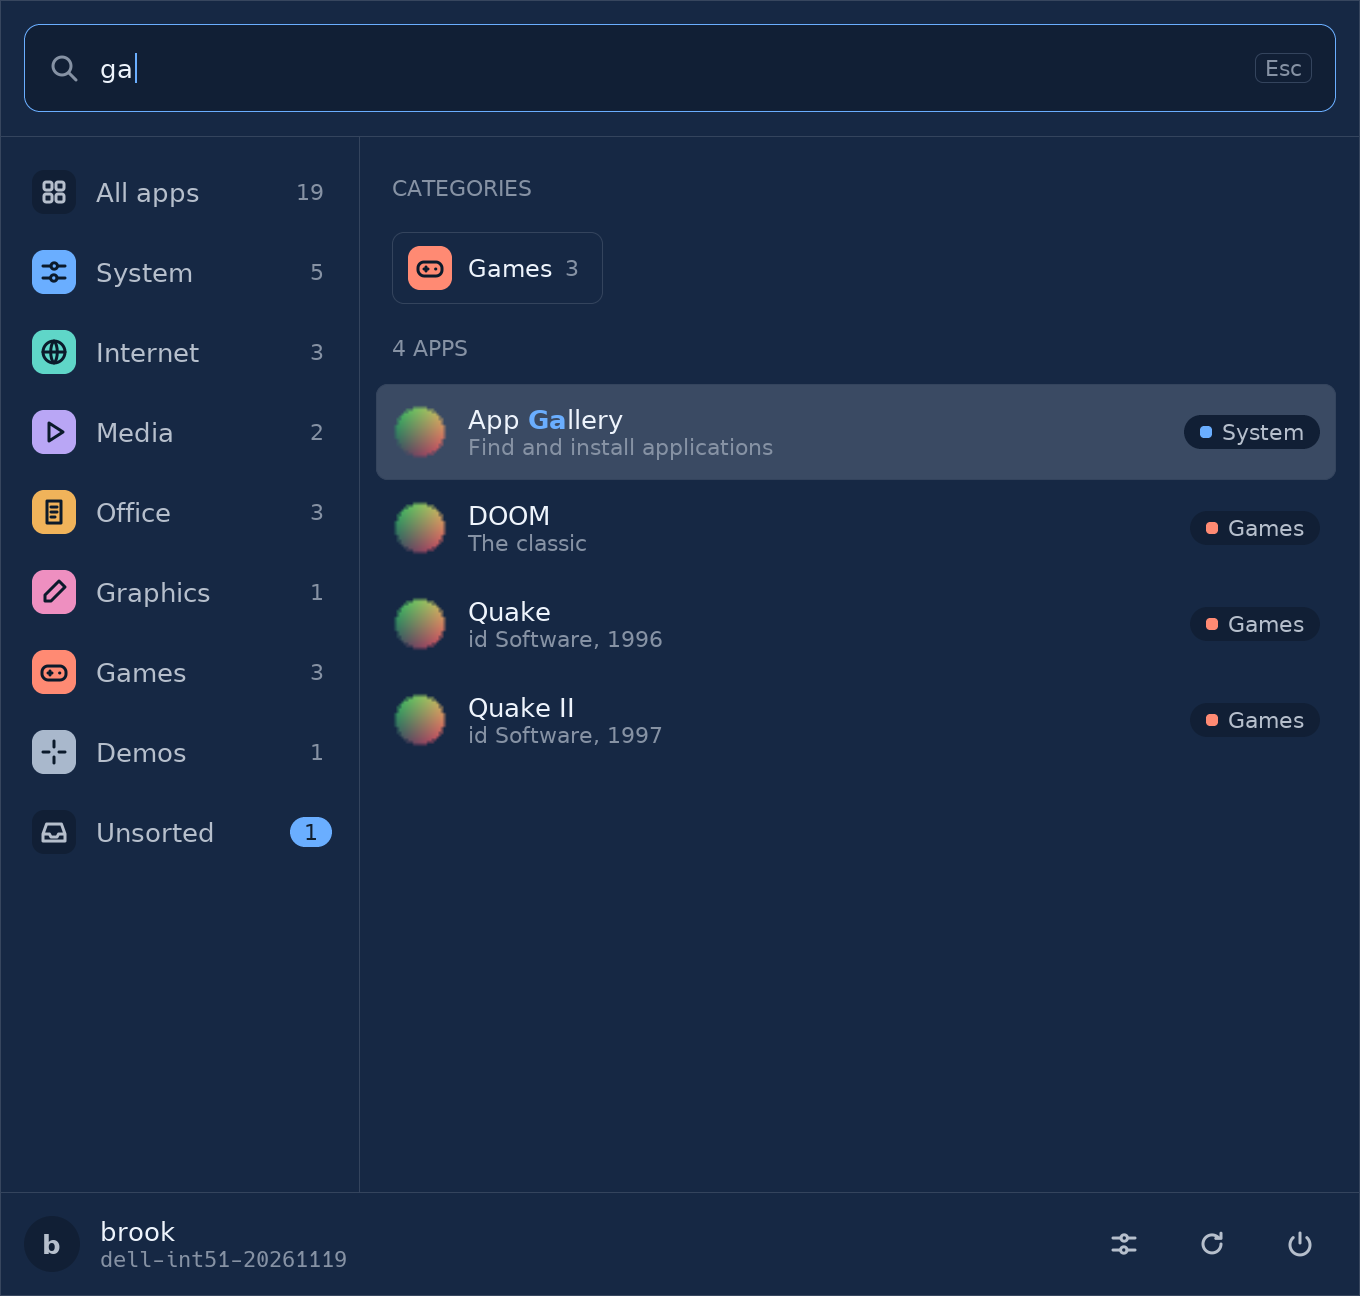 ga
Esc
All apps 19
System 5
Internet 3
Media 2
Office 3
Graphics 1
Games 3
Demos 1
Unsorted 1
CATEGORIES
Games 3
4 APPS
App Gallery
Find and install applications
System
DOOM
The classic
Games
Quake
id Software, 1996
Games
Quake II
id Software, 1997
Games
b
brook
dell-int51-20261119